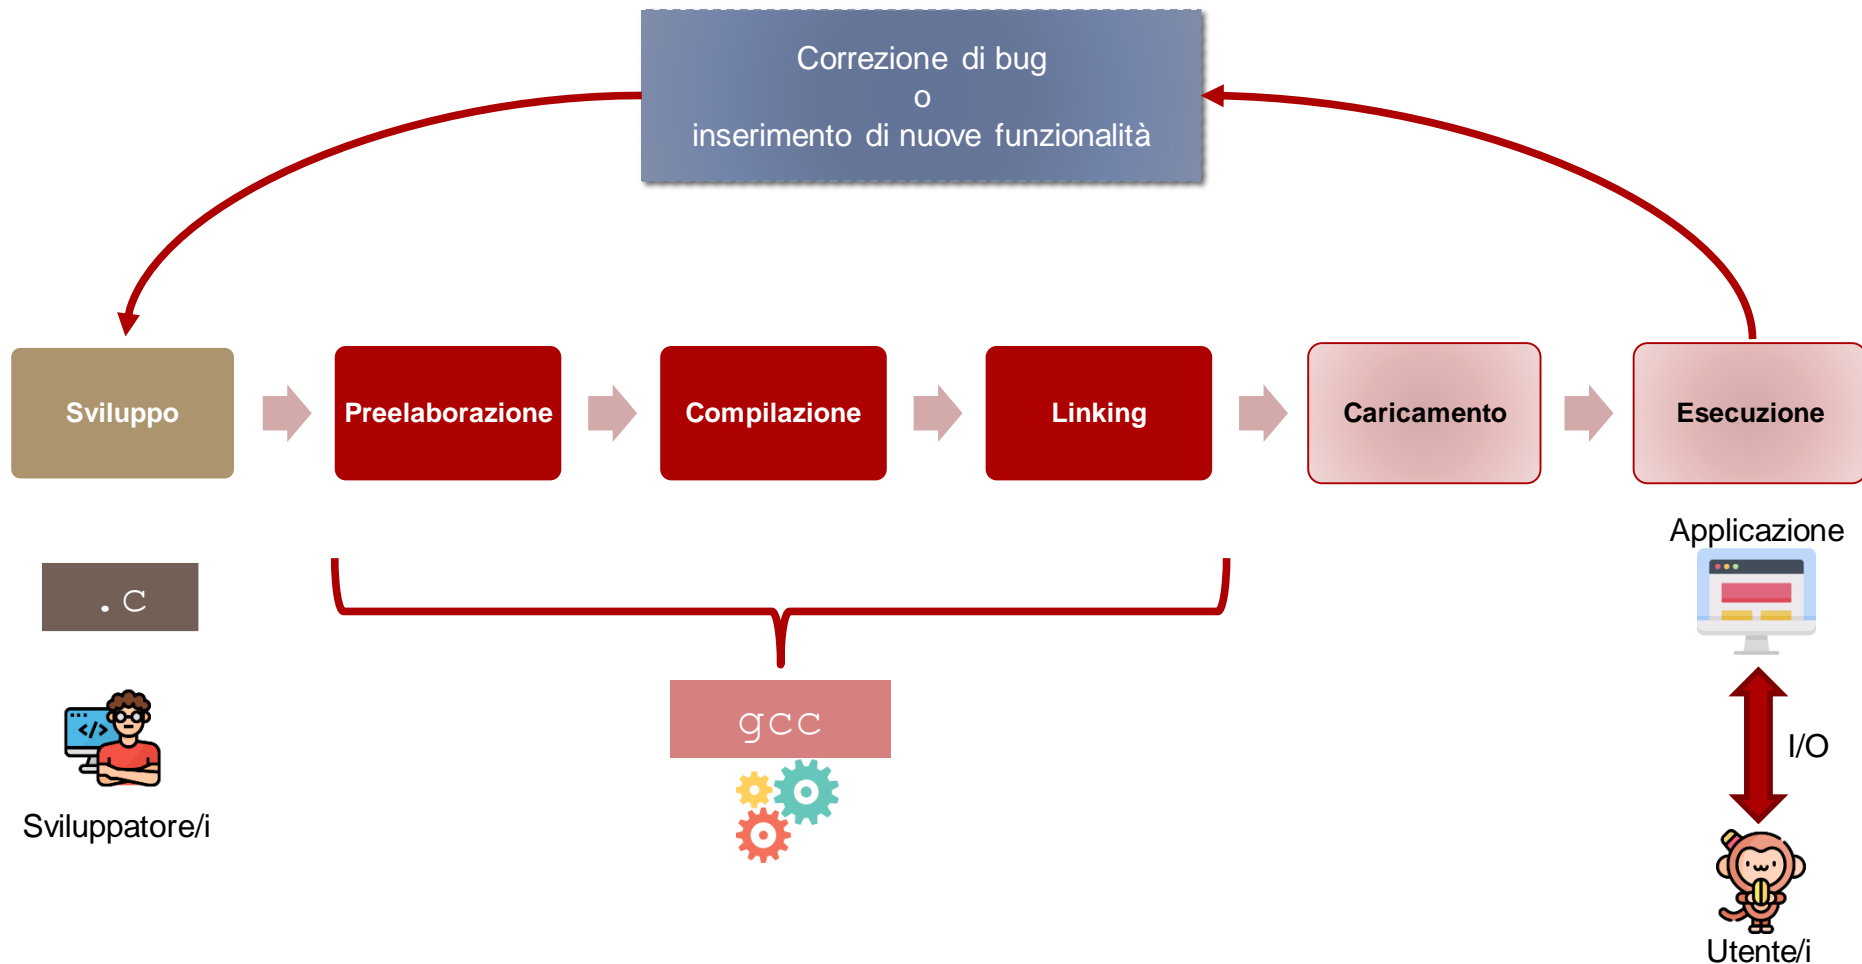 Correzione di bug
o
inserimento di nuove funzionalità
Sviluppo
Preelaborazione
Compilazione
Linking
Caricamento
Esecuzione
Applicazione
.c
</>
gcc
I/O
Sviluppatore/i
Utente/i